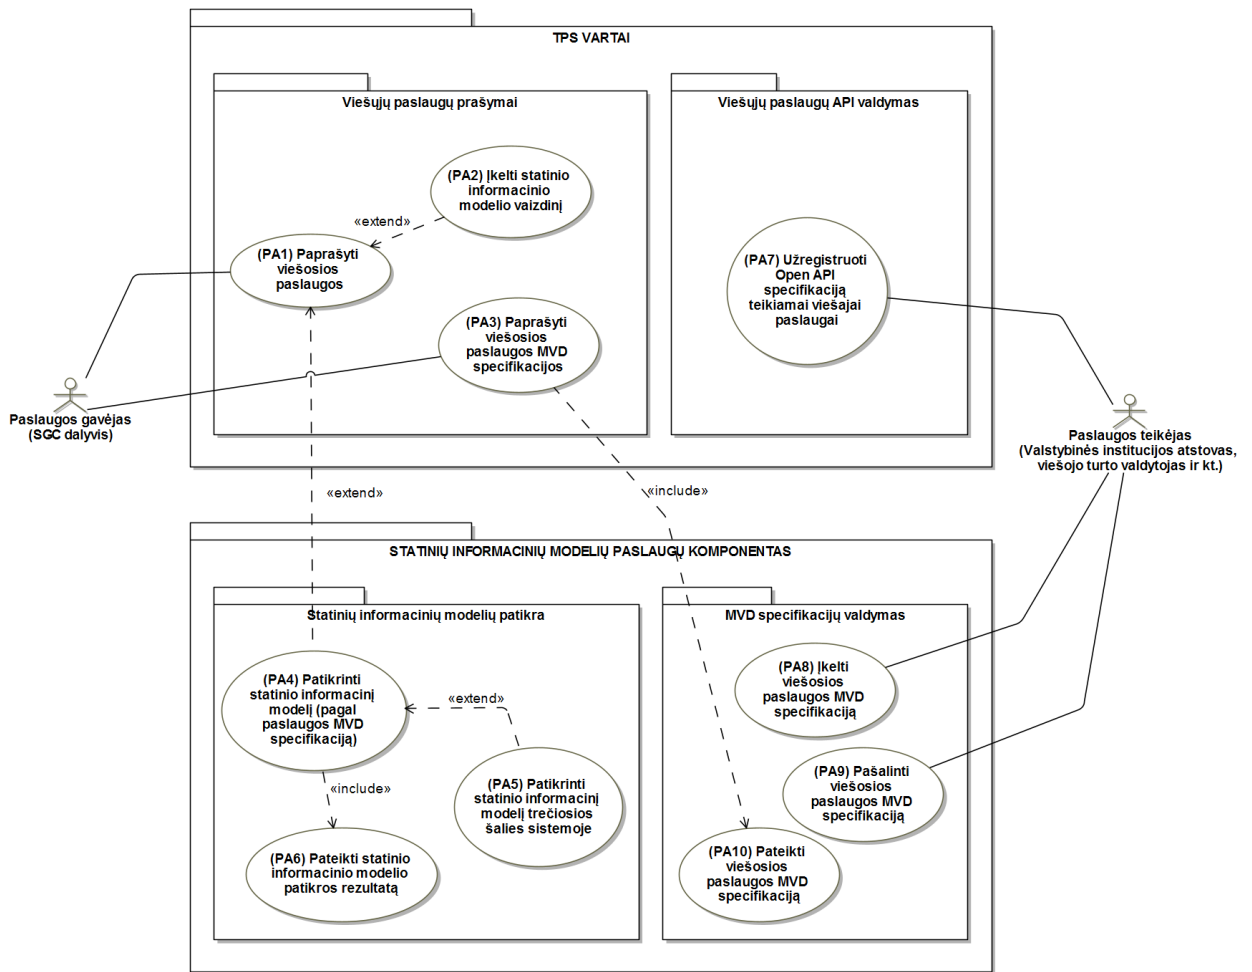 TPS VARTAI
Viešųjų paslaugų prašymai
Viešųjų paslaugų API valdymas
(PA2) Įkelti statinio
informacinio
modelio vaizdinį
«extend»
(PA1) Paprašyti
viešosios
paslaugos
(PA7) Užregistruoti
Open API
specifikaciją
teikiamai viešajai
paslaugai
(PA3) Paprašyti
viešosios
paslaugos MVD
specifikacijos
Paslaugos gavėjas
(SGC dalyvis)
Paslaugos teikėjas
(Valstybinės institucijos atstovas,
viešojo turto valdytojas ir kt.)
«extend»
«include»
STATINIŲ INFORMACINIŲ MODELIŲ PASLAUGŲ KOMPONENTAS
Statinių informacinių modelių patikra
MVD specifikacijų valdymas
(PA4) Patikrinti
statinio informacinį
modelį (pagal
paslaugos MVD
specifikaciją)
«extend»
(PA8) Įkelti
viešosios
paslaugos MVD
specifikaciją
(PA5) Patikrinti
statinio informacinį
modelį trečiosios
šalies sistemoje
«include»
(PA9) Pašalinti
viešosios
paslaugos MVD
specifikaciją
(PA6) Pateikti statinio
informacinio modelio
patikros rezultatą
(PA10) Pateikti
viešosios
paslaugos MVD
specifikaciją